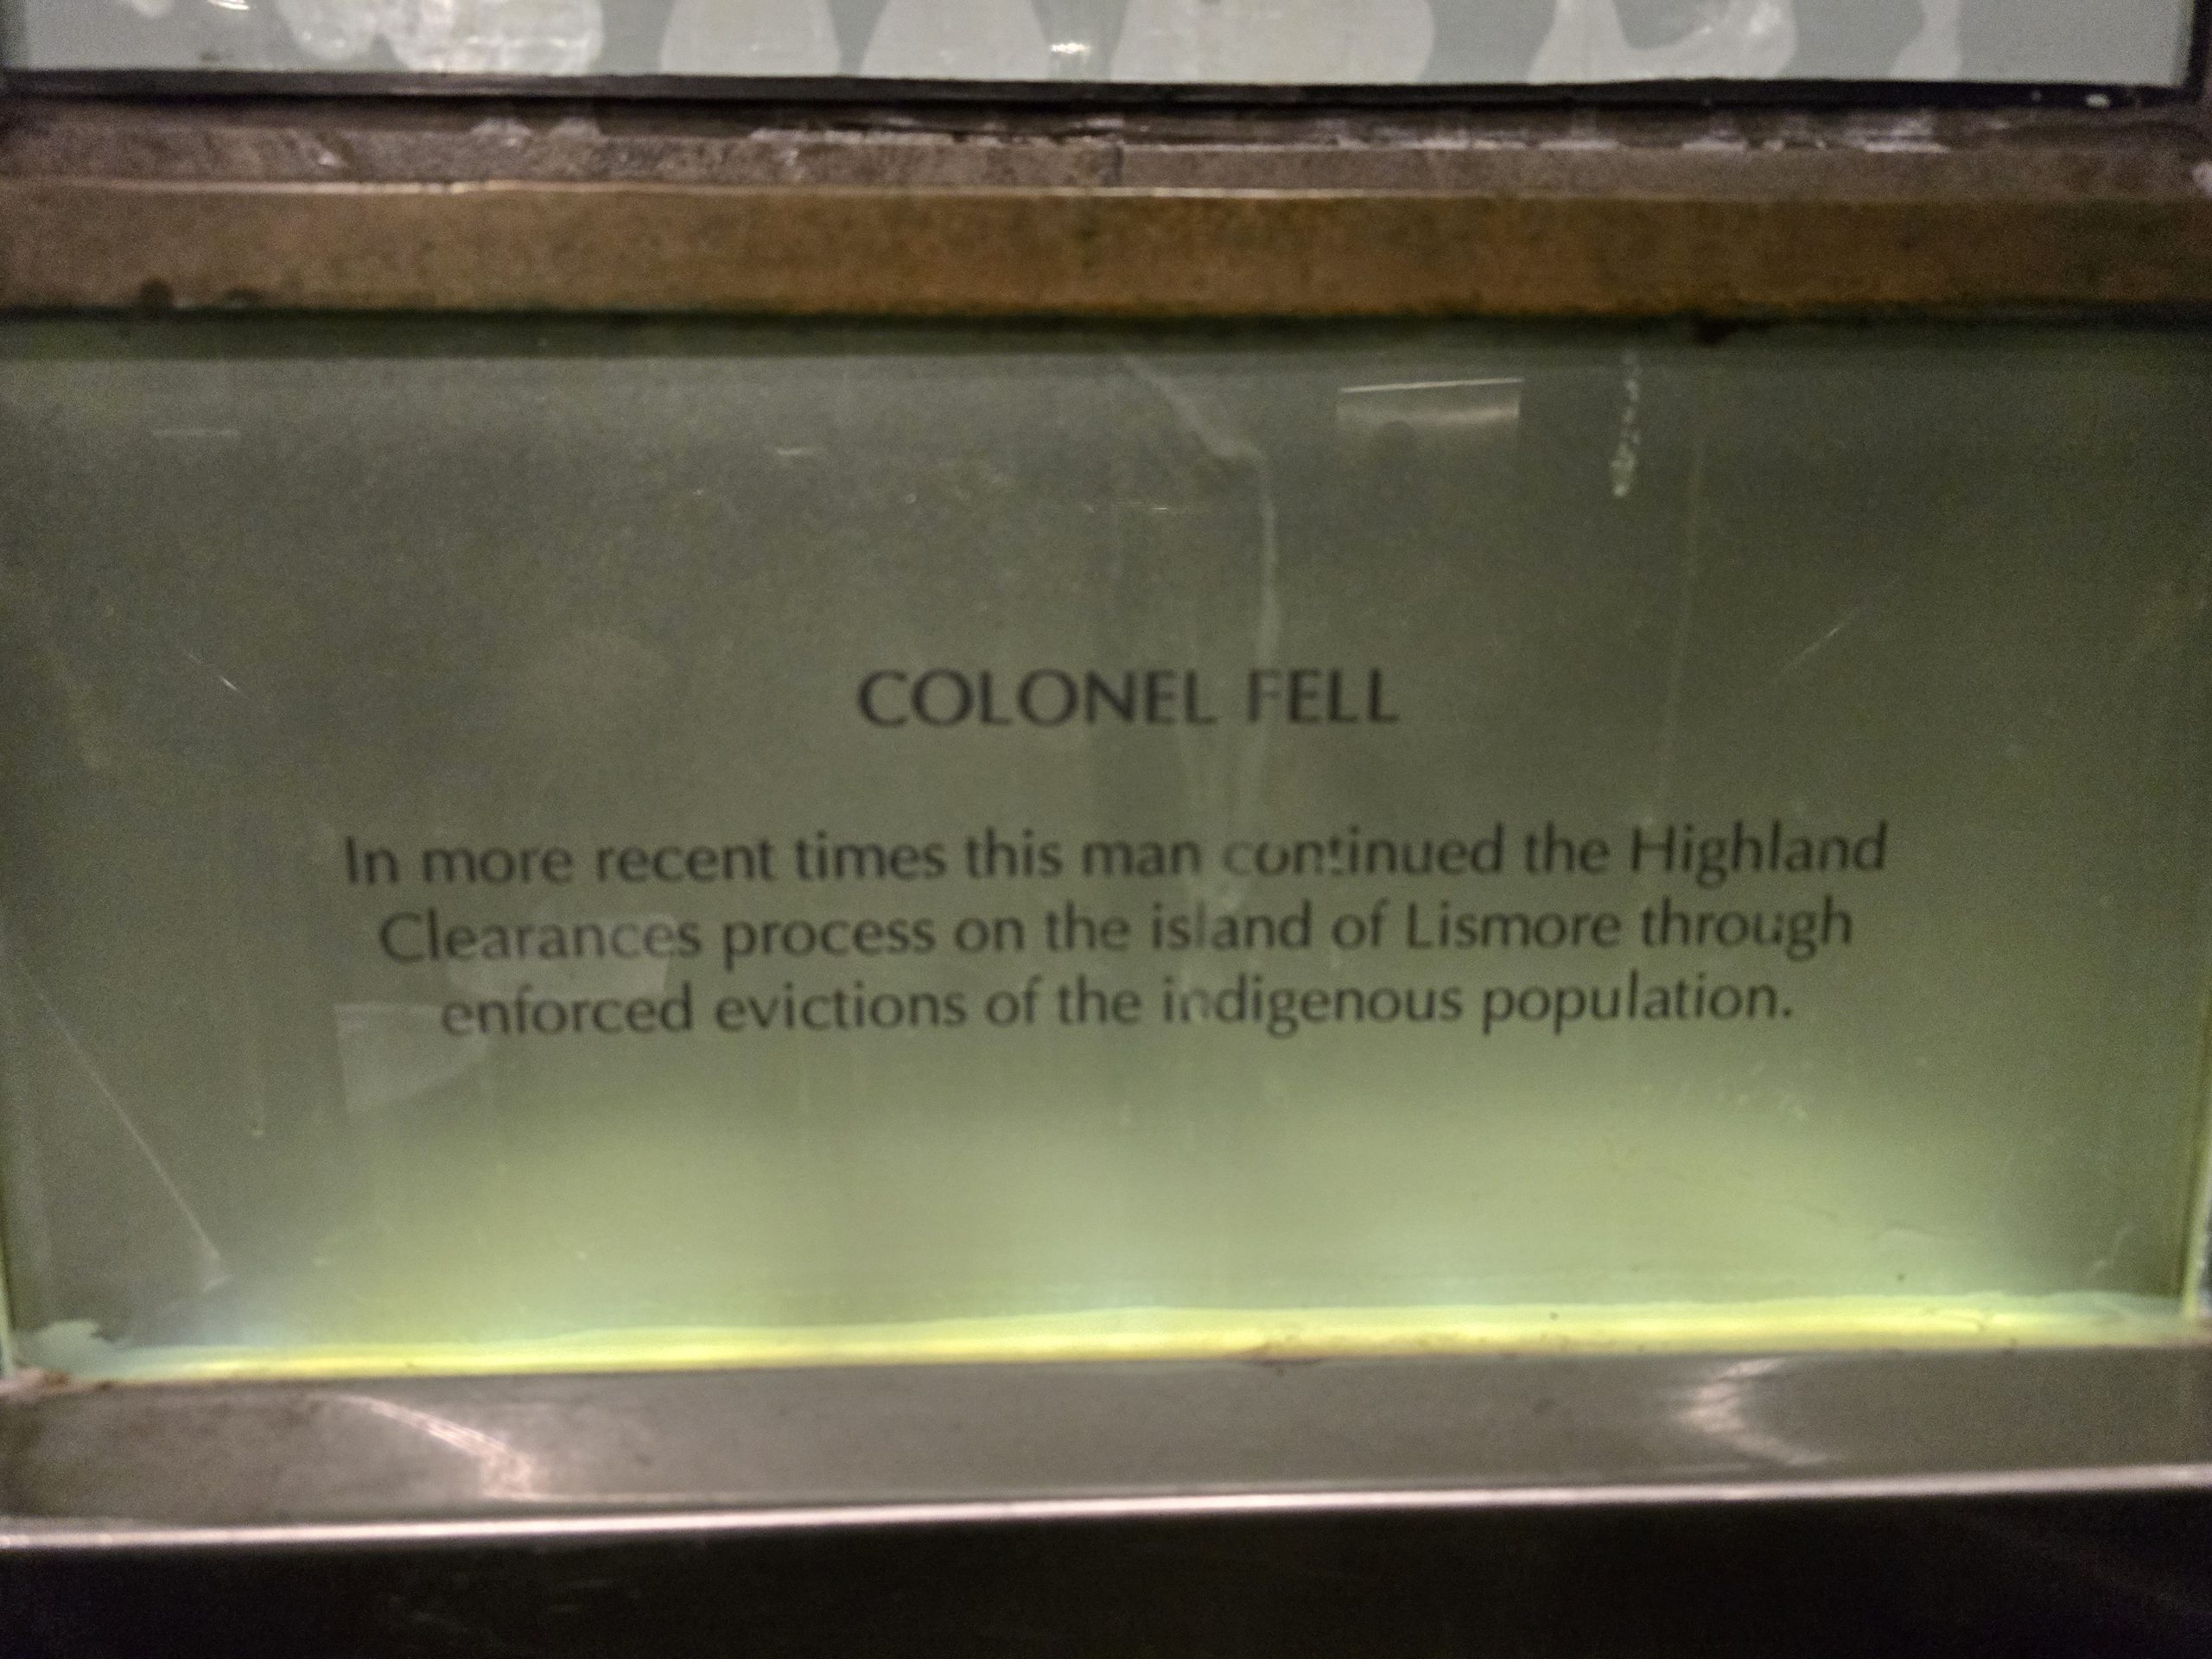 COLONEL FELL
In more recent times this man continued the Highland
Clearances process on the island of Lismore through
enforced evictions of the indigenous population.